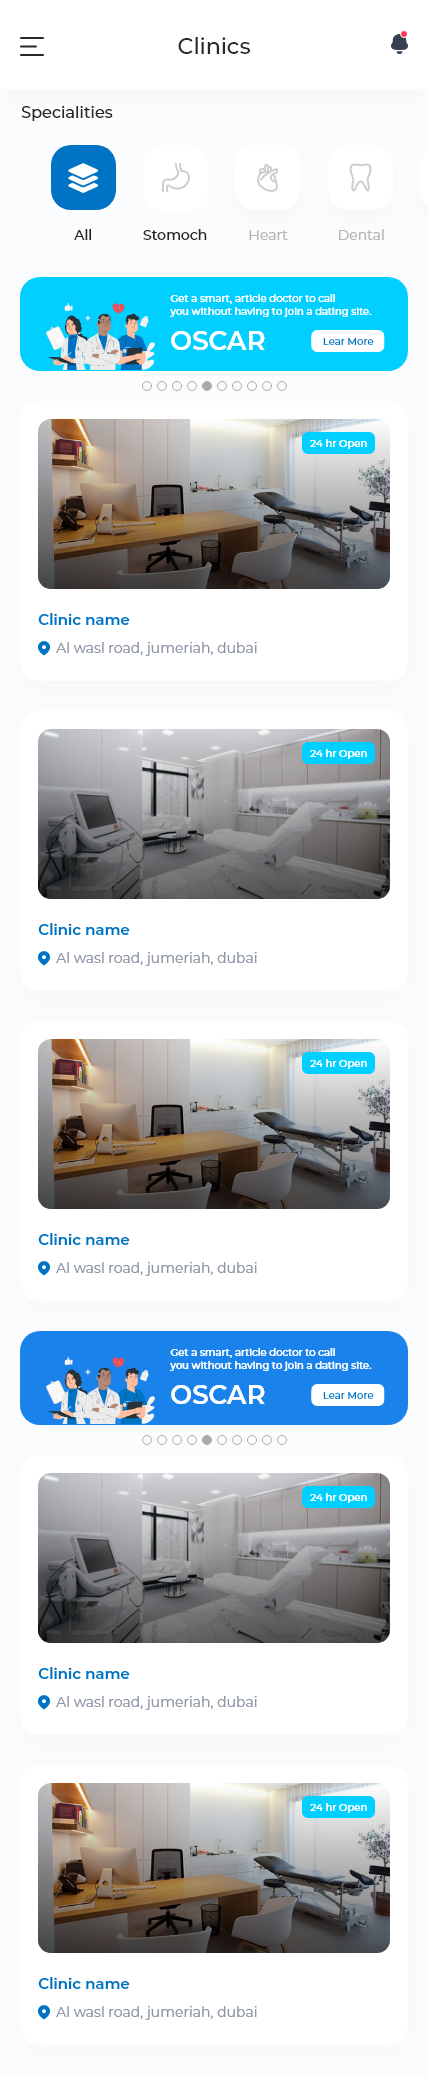 Clinics
Specialities
All
Stomoch
Heart
Dental
Get a smart, article doctor to call
you without having to join a dating site.
OSCAR
Lear More
24 hr Open
Clinic name
Al wasl road, jumeriah, dubai
24 hr Open
Clinic name
Al wasl road, jumeriah, dubai
24 hr Open
Clinic name
Al wasl road, jumeriah, dubai
Get a smart, article doctor to call
you without having to join a dating site.
OSCAR
Lear More
24 hr Open
Clinic name
Al wasl road, jumeriah, dubai
24 hr Open
Clinic name
Al wasl road, jumeriah, dubai